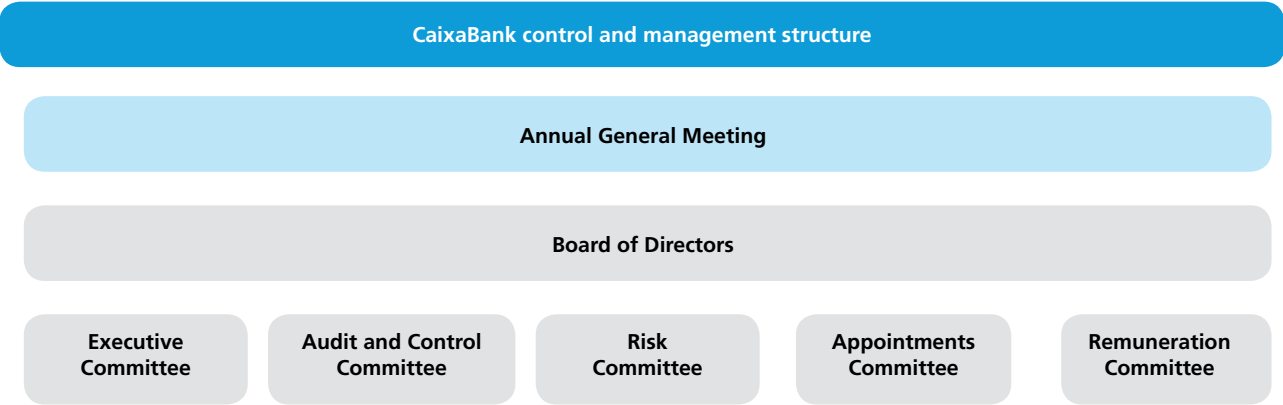 CaixaBank control and management structure
Annual General Meeting
Board of Directors
Executive
Committee
Audit and Control
Committee
Risk
Committee
Appointments
Committee
Remuneration
Committee